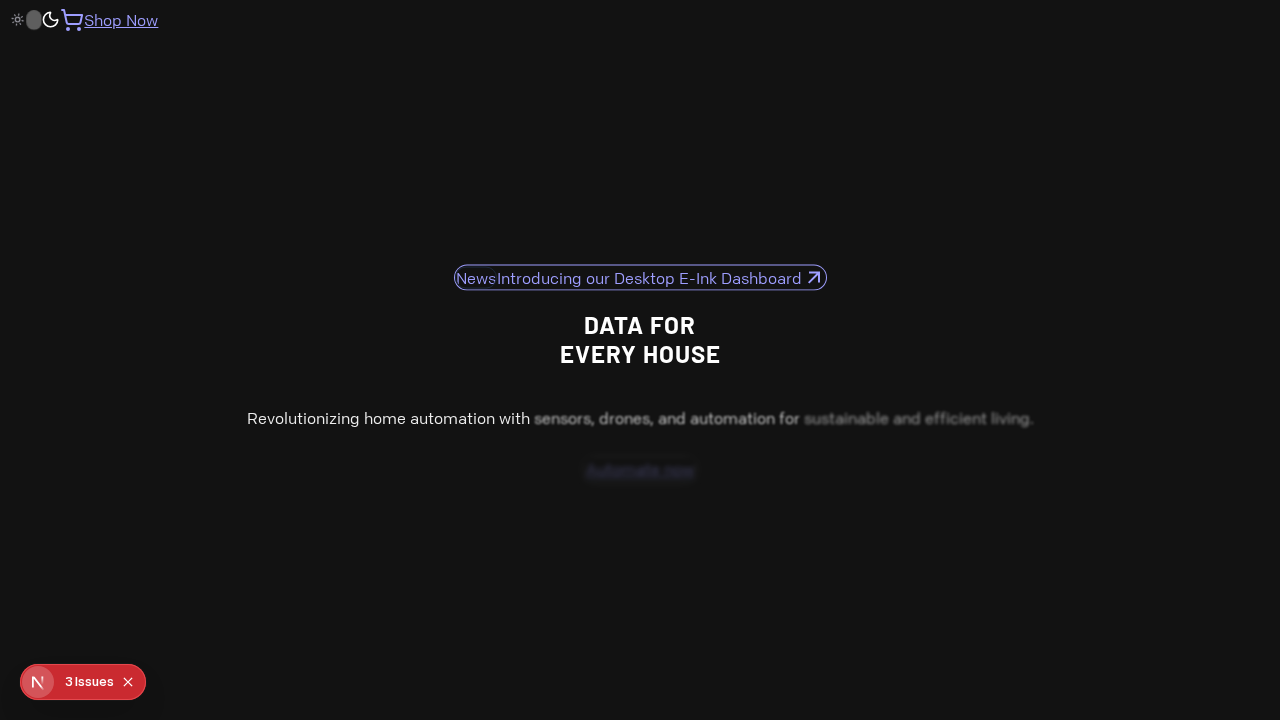 Shop Now
News Introducing our Desktop E-Ink Dashboard
DATA FOR
EVERY HOUSE
Revolutionizing home automation with sensors, drones, and automation for sustainable and efficient living.
Automate now
N 3 Issues